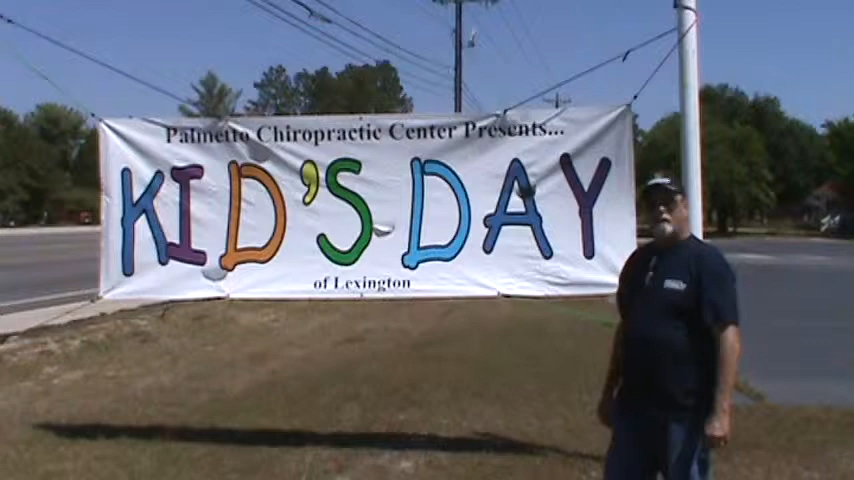 Palmetto Chiropractic Center Presents...
KID'S DAY
of Lexington